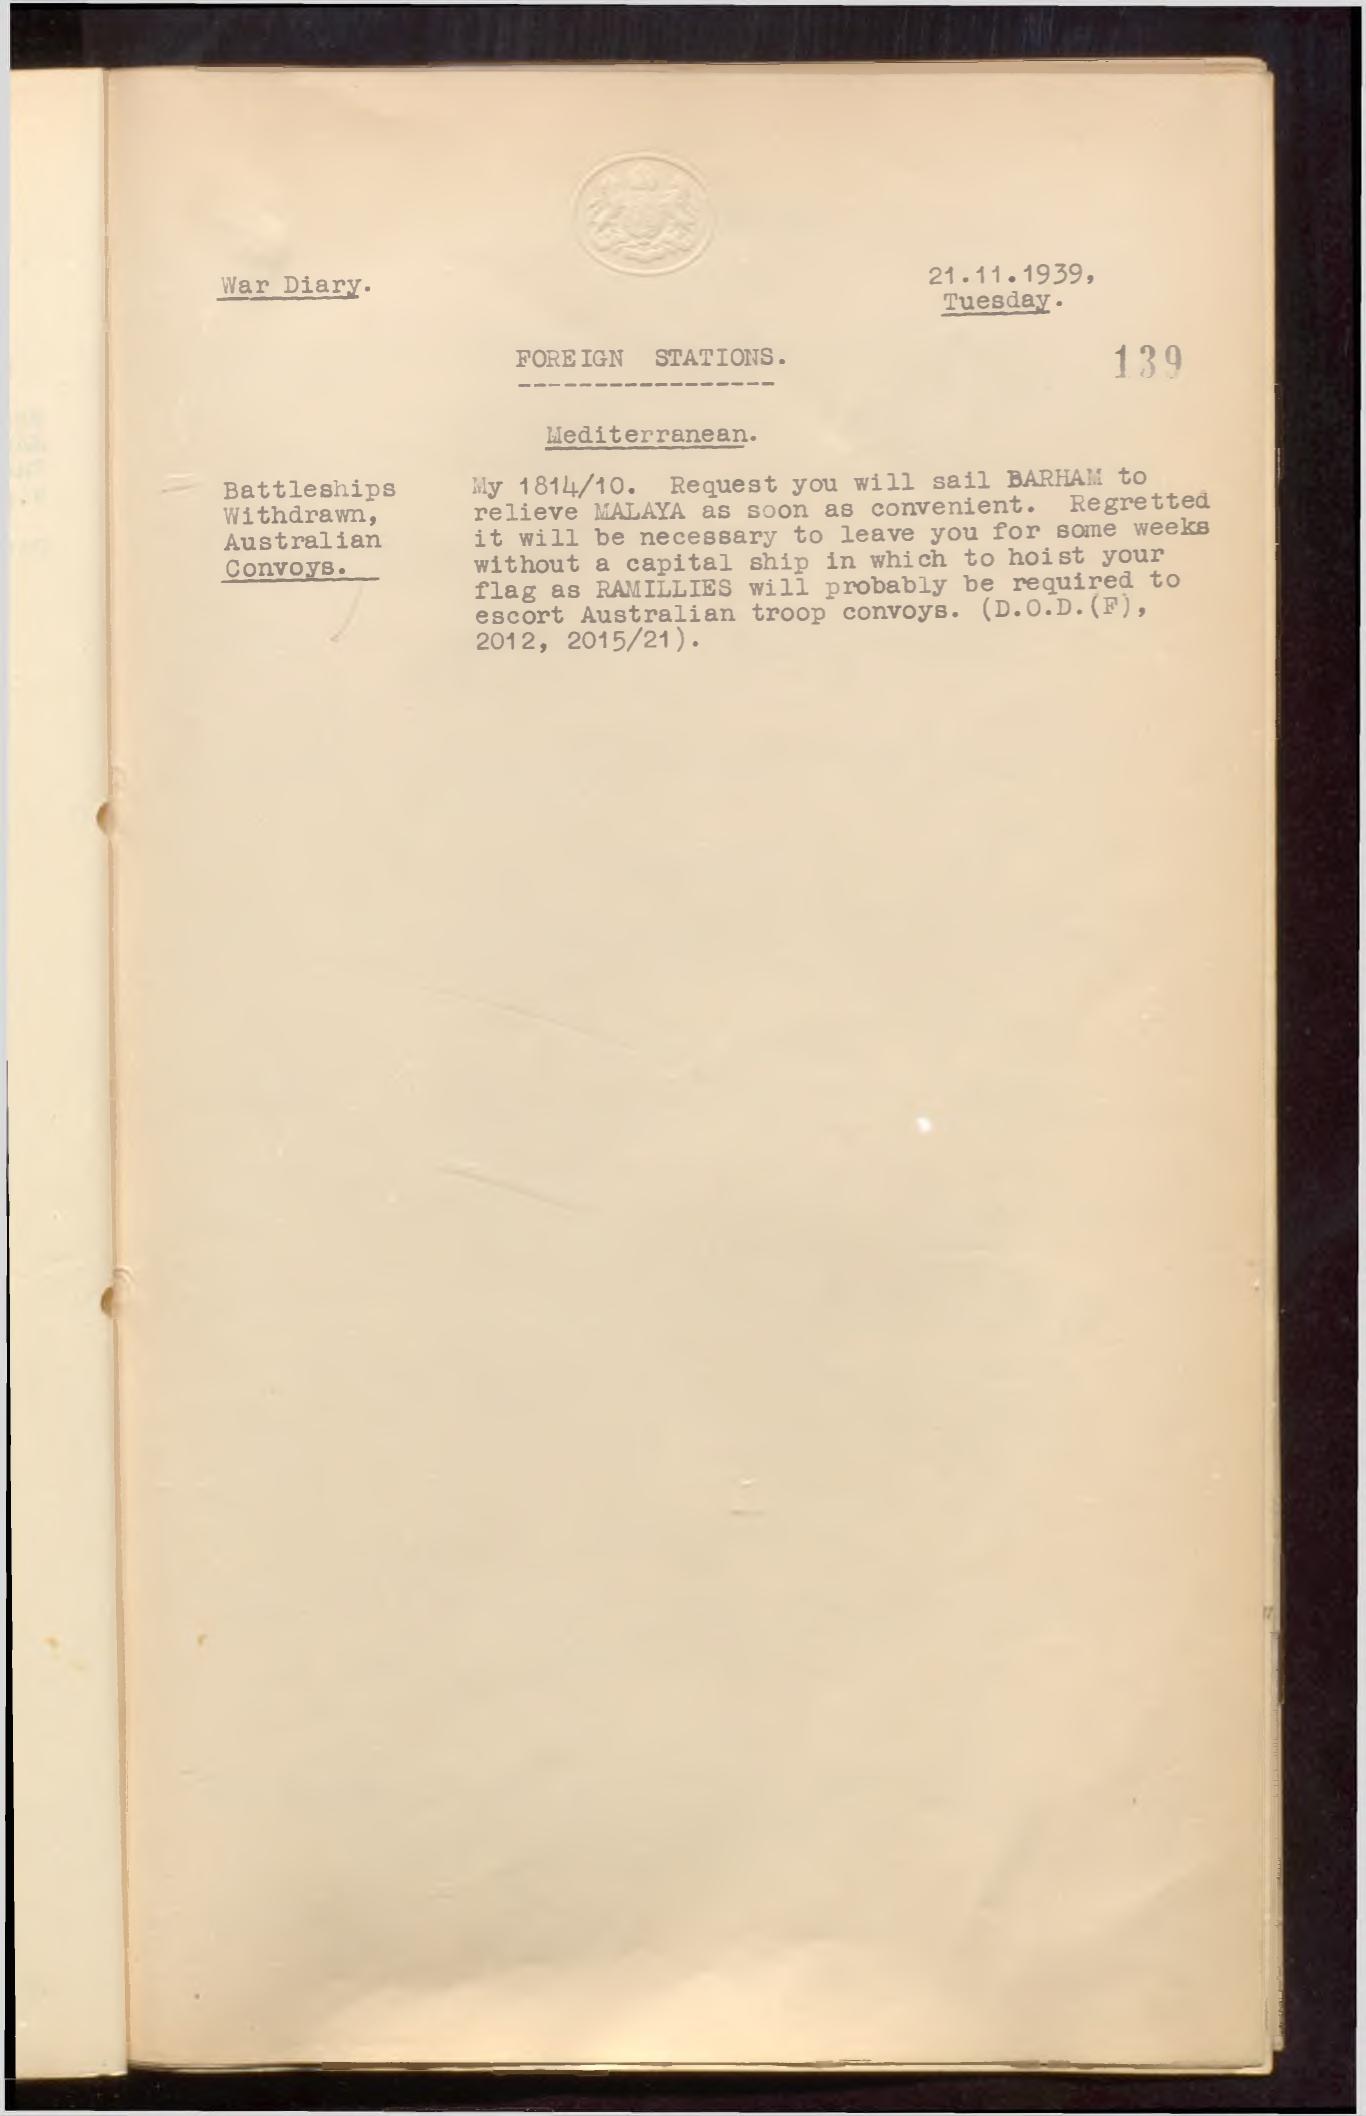 War Diary.
21.11.1939,
Tuesday.
FOREIGN STATIONS.
-----------------
139
Mediterranean.
Battleships
Withdrawn,
Australian
Convoys.
My 1814/10. Request you will sail BARHAM to
relieve MALAYA as soon as convenient. Regretted
it will be necessary to leave you for some weeks
without a capital ship in which to hoist your
flag as RAMILLIES will probably be required to
escort Australian troop convoys. (D.O.D.(F),
2012, 2015/21).